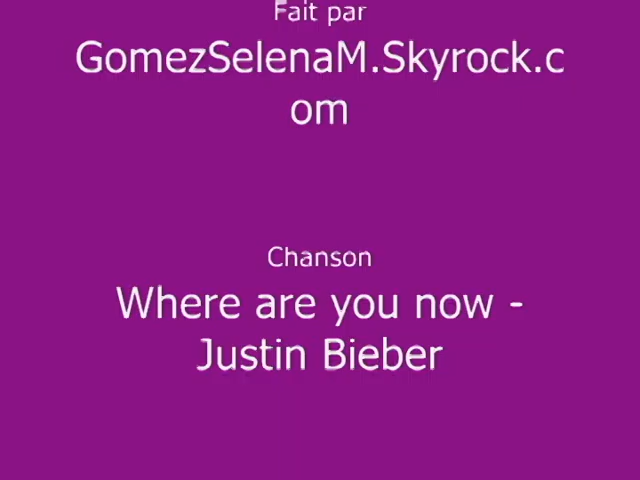 Fait par
GomezSelenaM.Skyrock.c
om
Chanson
Where are you now -
Justin Bieber